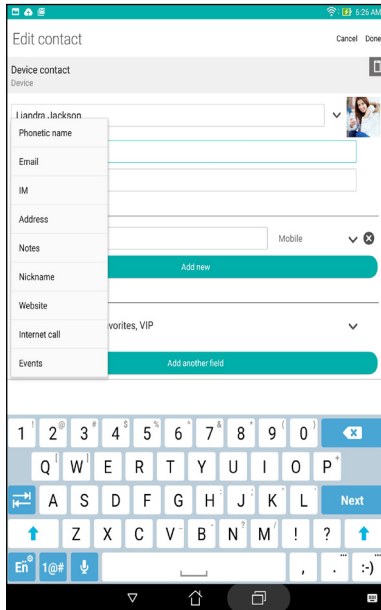 6:26 AM
Edit contact
Cancel Done
Device contact
Device
Liandra Jackson
Phonetic name
Email
IM
Address
Notes
Mobile
Nickname
Add new
Website
Internet call
vorites, VIP
Events
Add another field
1 ! 2 @ 3 # 4 $ 5 % 6 ^ 7 & 8 * 9 ( 0 )
Q [ W ] E R T Y U I O P +
A S D F G H : J ; K " L ' Next
Z X C V - B _ N ? M / ! ?
En 1@# , . ... :-) ...